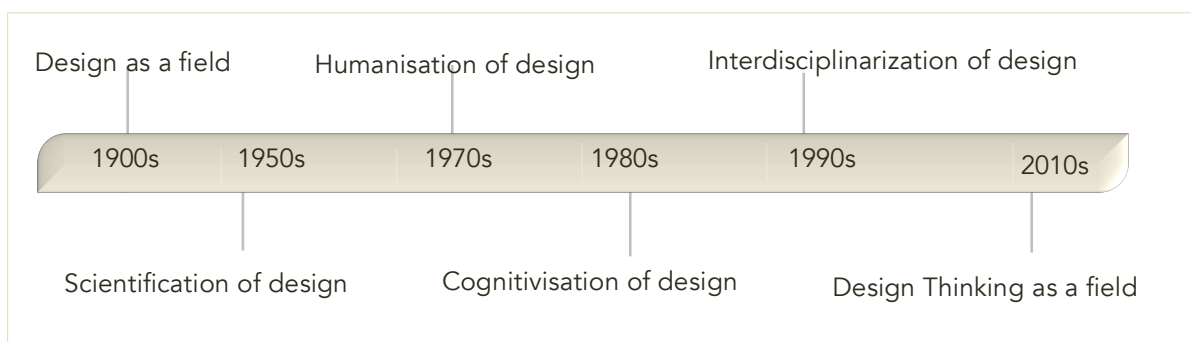 Design as a field
Humanisation of design
Interdisciplinarization of design
1900s
1950s
1970s
1980s
1990s
2010s
Scientification of design
Cognitivisation of design
Design Thinking as a field